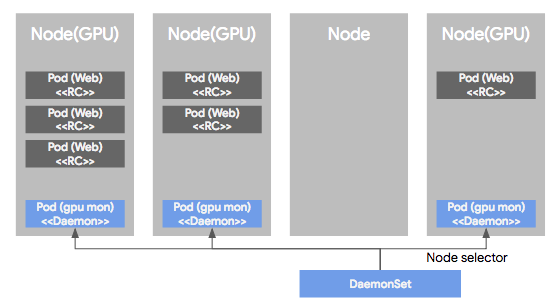 Node(GPU)
Node(GPU)
Node
Node(GPU)
Pod (Web)
<<RC>>
Pod (Web)
<<RC>>
Pod (Web)
<<RC>>
Pod (Web)
<<RC>>
Pod (Web)
<<RC>>
Pod (Web)
<<RC>>
Pod (gpu mon)
<<Daemon>>
Pod (gpu mon)
<<Daemon>>
Pod (gpu mon)
<<Daemon>>
Node selector
DaemonSet